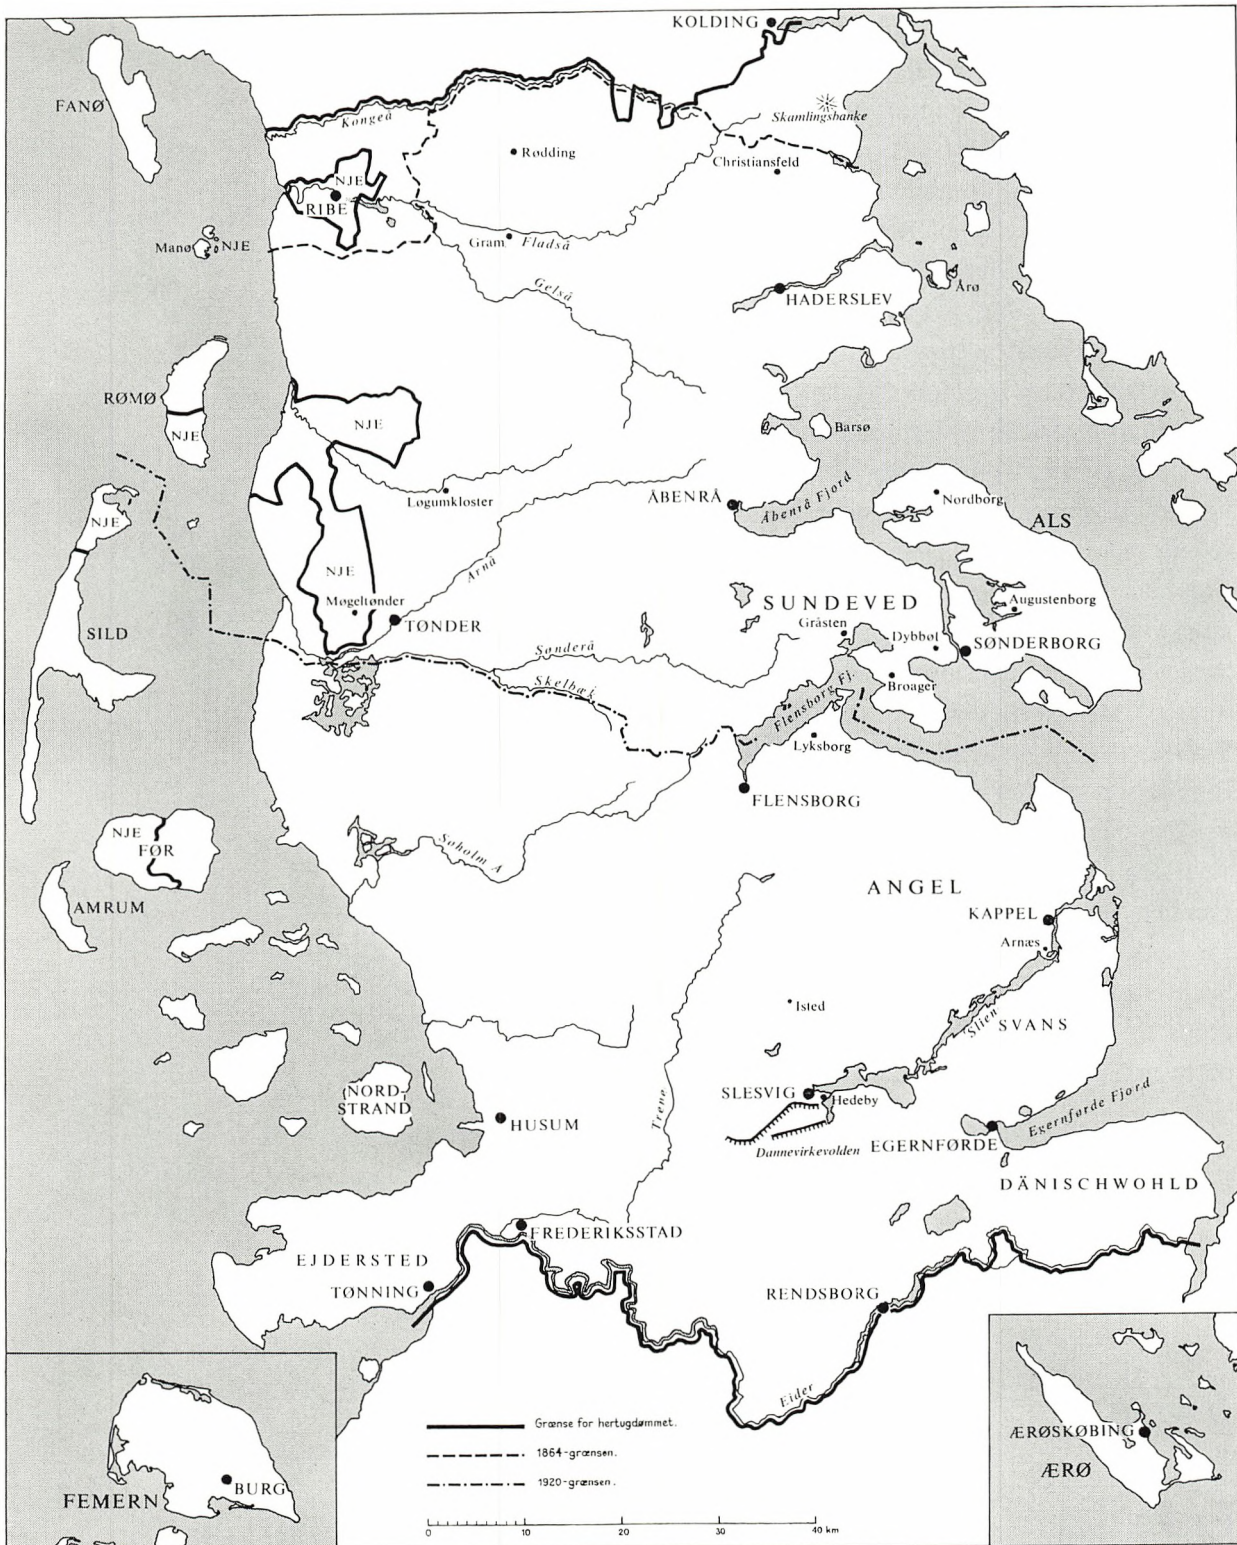 KOLDING
FANØ
Kongeå
Skamlingsbanke
Rødding
Christiansfeld
NJE
RIBE
Manø
NJE
Gram
Fladså
Gelså
HADERSLEV
Årø
RØMØ
NJE
NJE
Barsø
Løgumkloster
ÅBENRÅ
Åbenrå Fjord
Nordborg
ALS
NJE
Arnå
NJE
Møgeltønder
TØNDER
SUNDEVED
Gråsten
Augustenborg
Dybbøl
SØNDERBORG
SILD
Sønderå
Skelbæk
Flensborg Fj.
Broager
Lyksborg
FLENSBORG
NJE
FØR
Soholm A
ANGEL
AMRUM
KAPPEL
Arnæs
Isted
Slien
SVANS
NORD-
STRAND
Trene
SLESVIG
Hedeby
HUSUM
Dannevirkevolden
EGERNFØRDE
Egernførde Fjord
DÄNISCHWOHLD
FREDERIKSSTAD
EJDERSTED
TØNNING
RENDSBORG
Eider
BURG
FEMERN
ÆRØSKØBING
ÆRØ
Grænse for hertugdømmet.
1864-grænsen.
1920-grænsen.
0 10 20 30 40 km